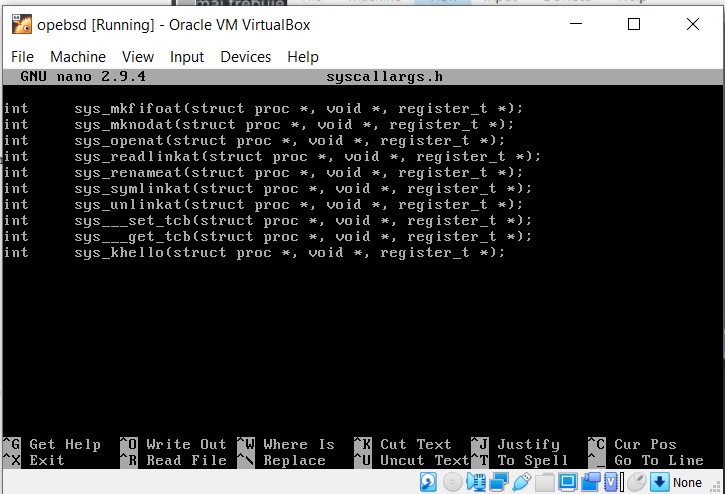 opebsd [Running] - Oracle VM VirtualBox
File Machine View Input Devices Help
GNU nano 2.9.4 syscallargs.h
int sys_mkfifoat(struct proc *, void *, register_t *);
int sys_mknodat(struct proc *, void *, register_t *);
int sys_openat(struct proc *, void *, register_t *);
int sys_readlinkat(struct proc *, void *, register_t *);
int sys_renameat(struct proc *, void *, register_t *);
int sys_symlinkat(struct proc *, void *, register_t *);
int sys_unlinkat(struct proc *, void *, register_t *);
int sys___set_tcb(struct proc *, void *, register_t *);
int sys___get_tcb(struct proc *, void *, register_t *);
int sys_khello(struct proc *, void *, register_t *);
^G Get Help ^O Write Out ^W Where Is ^K Cut Text ^J Justify ^C Cur Pos
^X Exit ^R Read File ^\ Replace ^U Uncut Text ^T To Spell ^_ Go To Line
None